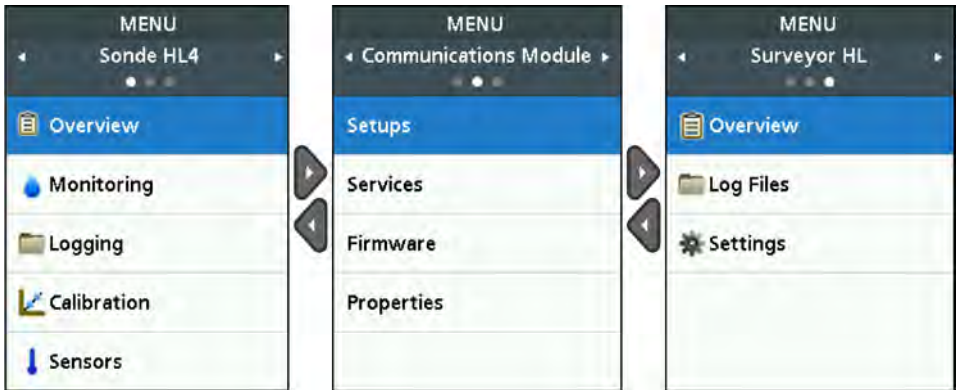 MENU
Sonde HL4
Overview
Monitoring
Logging
Calibration
Sensors
MENU
Communications Module
Setups
Services
Firmware
Properties
MENU
Surveyor HL
Overview
Log Files
Settings